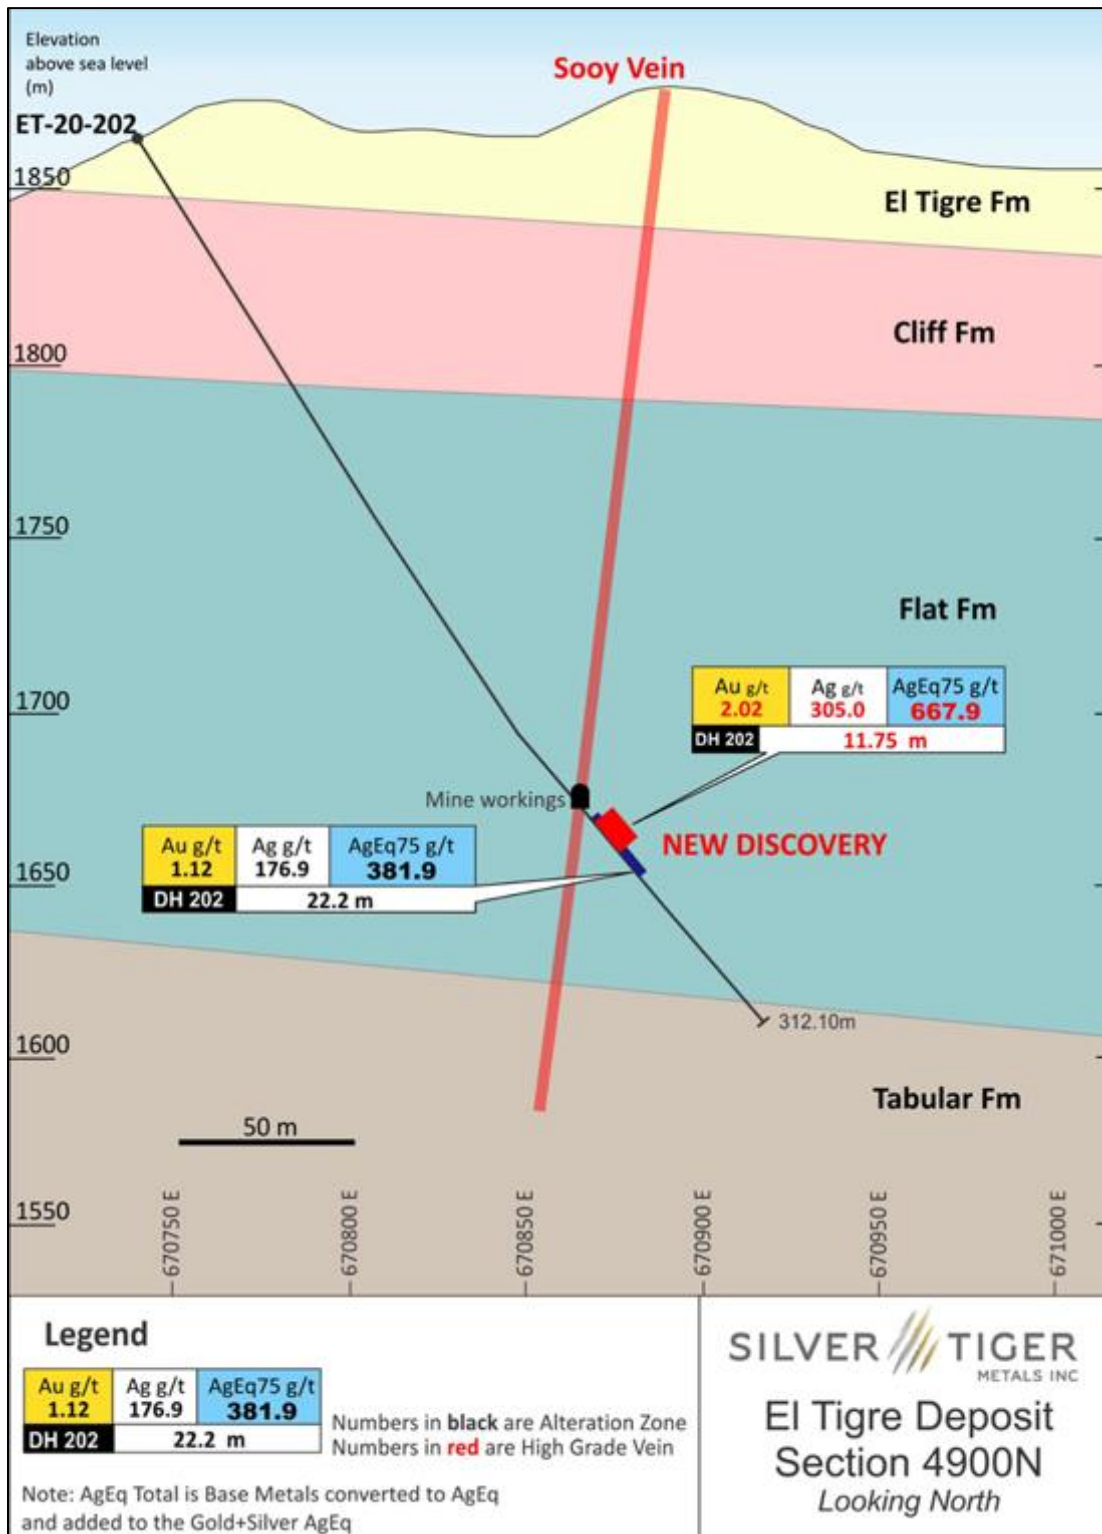 Elevation
above sea level
(m)
Sooy Vein
ET-20-202
1850
El Tigre Fm
Cliff Fm
1800
1750
Flat Fm
1700
Au g/t Ag g/t AgEq75 g/t
2.02 305.0 667.9
DH 202 11.75 m
Mine workings
NEW DISCOVERY
Au g/t Ag g/t AgEq75 g/t
1.12 176.9 381.9
DH 202 22.2 m
1650
312.10m
1600
Tabular Fm
50 m
1550
670750 E
670800 E
670850 E
670900 E
670950 E
671000 E
Legend
Au g/t Ag g/t AgEq75 g/t
1.12 176.9 381.9
DH 202 22.2 m
Numbers in black are Alteration Zone
Numbers in red are High Grade Vein
Note: AgEq Total is Base Metals converted to AgEq
and added to the Gold+Silver AgEq
SILVER TIGER
METALS INC
El Tigre Deposit
Section 4900N
Looking North